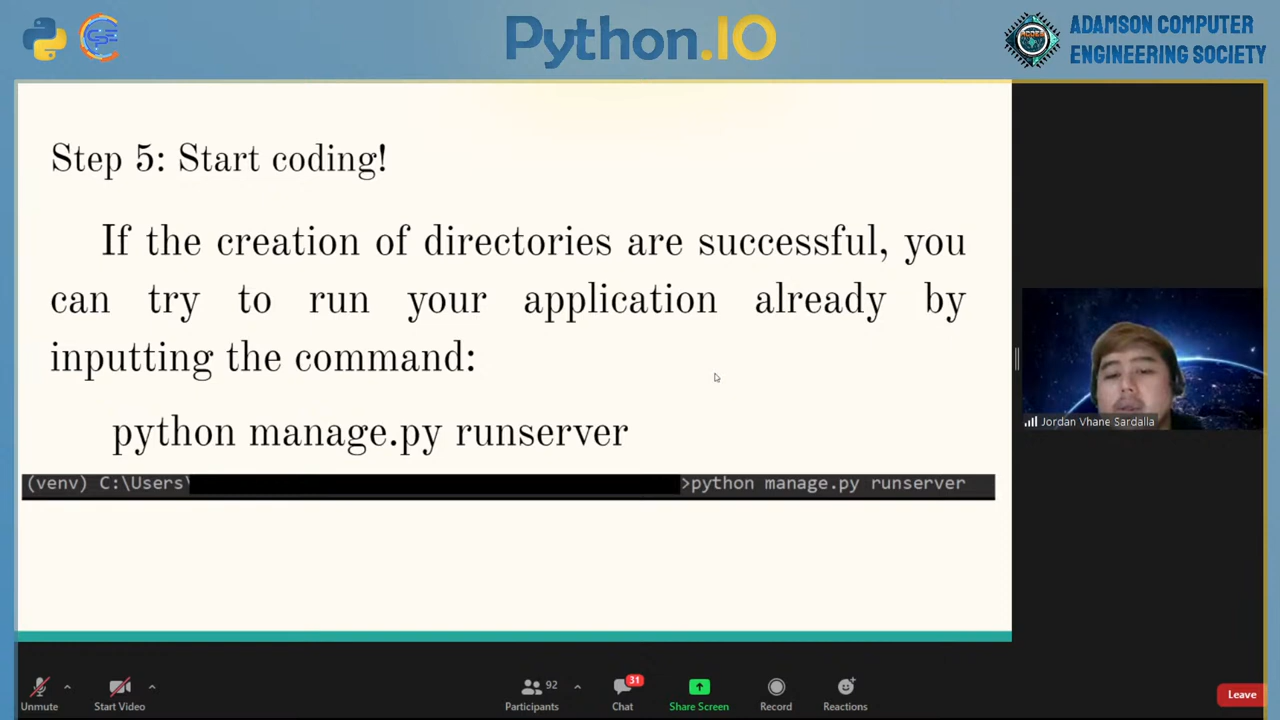 Python.IO
ADAMSON COMPUTER
ENGINEERING SOCIETY
Step 5: Start coding!
If the creation of directories are successful, you
can try to run your application already by
inputting the command:
python manage.py runserver
(venv) C:\Users\ >python manage.py runserver
Jordan Vhane Sardalla
Unmute
Start Video
92
Participants
31
Chat
Share Screen
Record
Reactions
Leave